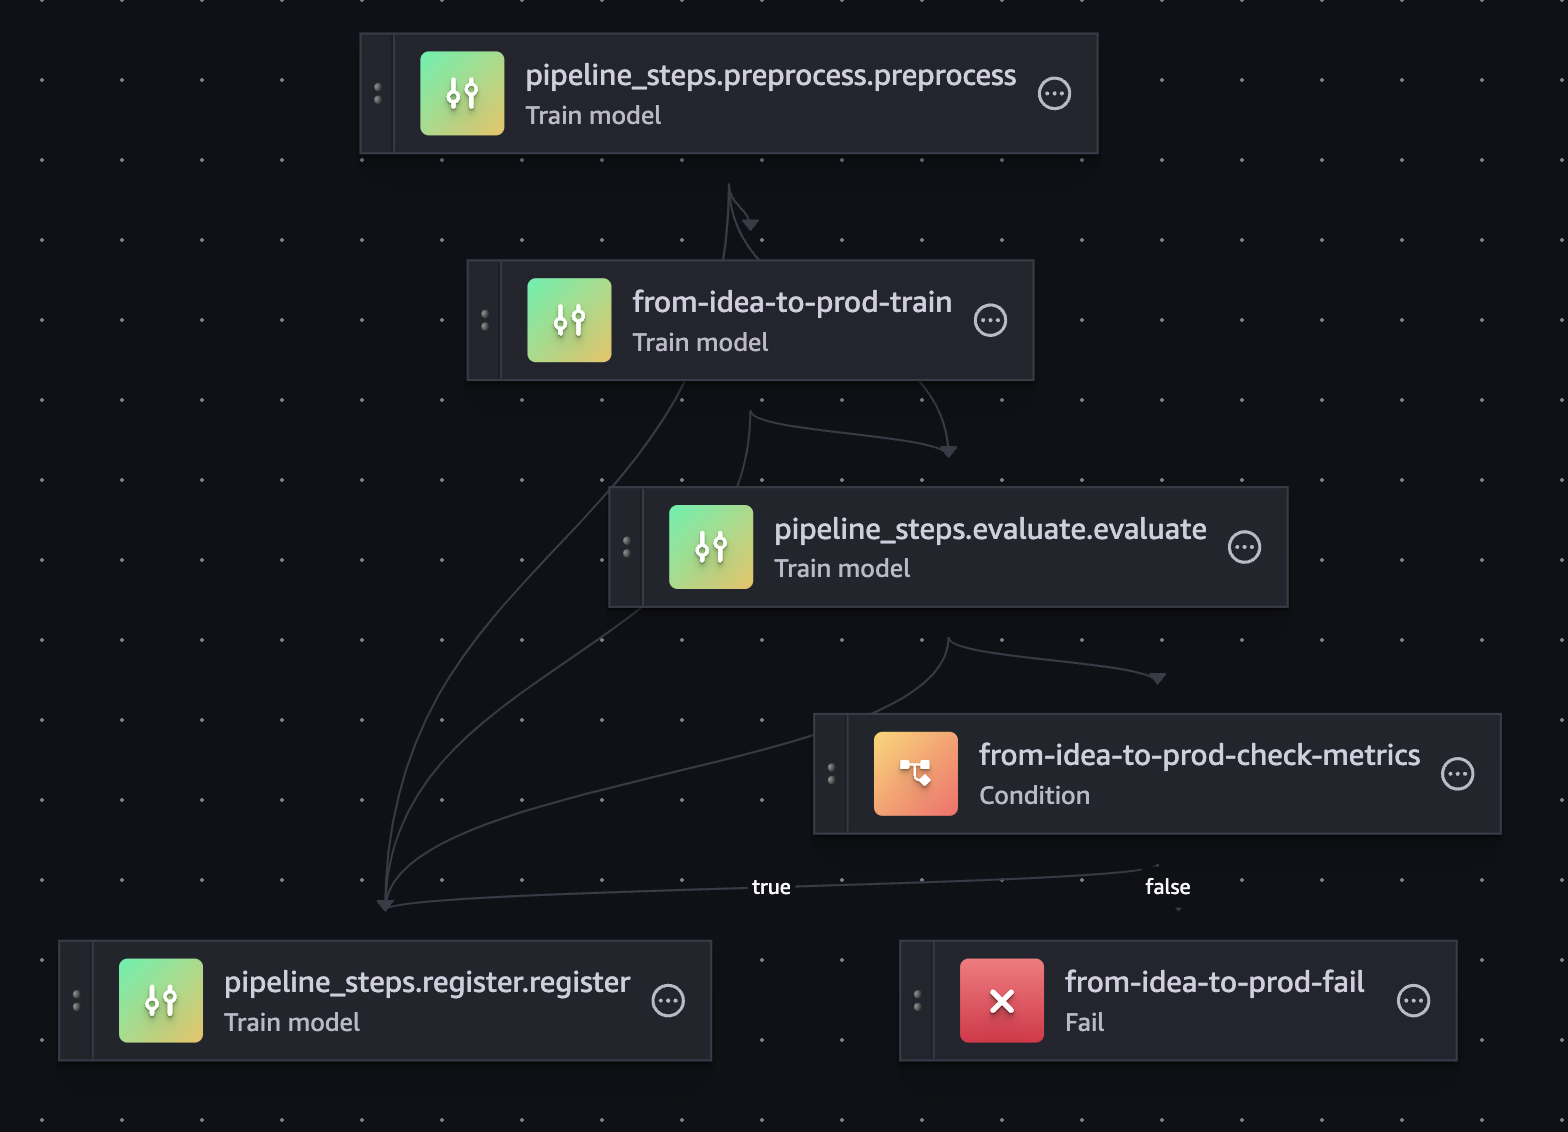 pipeline_steps.preprocess.preprocess
Train model
from-idea-to-prod-train
Train model
pipeline_steps.evaluate.evaluate
Train model
from-idea-to-prod-check-metrics
Condition
true
false
pipeline_steps.register.register
Train model
from-idea-to-prod-fail
Fail